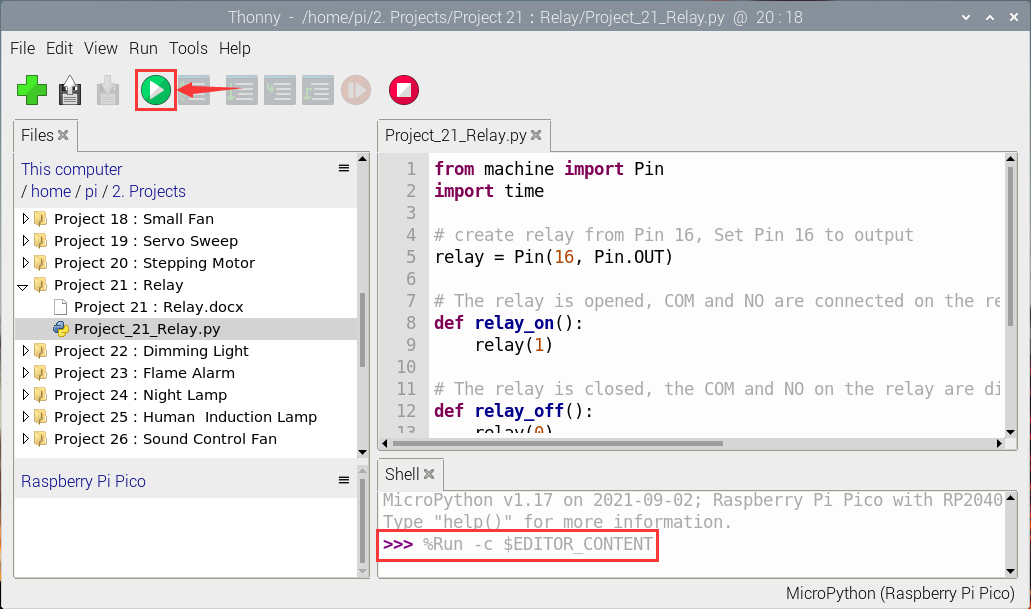 Thonny - /home/pi/2. Projects/Project 21 : Relay/Project_21_Relay.py @ 20 : 18
File Edit View Run Tools Help
Files
This computer
/ home / pi / 2. Projects
Project 18 : Small Fan
Project 19 : Servo Sweep
Project 20 : Stepping Motor
Project 21 : Relay
Project 21 : Relay.docx
Project_21_Relay.py
Project 22 : Dimming Light
Project 23 : Flame Alarm
Project 24 : Night Lamp
Project 25 : Human  Induction Lamp
Project 26 : Sound Control Fan
Raspberry Pi Pico
Project_21_Relay.py
1 from machine import Pin
2 import time
3
4 # create relay from Pin 16, Set Pin 16 to output
5 relay = Pin(16, Pin.OUT)
6
7 # The relay is opened, COM and NO are connected on the re
8 def relay_on():
9     relay(1)
10
11 # The relay is closed, the COM and NO on the relay are di
12 def relay_off():
13     relay(0)
Shell
MicroPython v1.17 on 2021-09-02; Raspberry Pi Pico with RP2040
Type "help()" for more information.
>>> %Run -c $EDITOR_CONTENT
MicroPython (Raspberry Pi Pico)